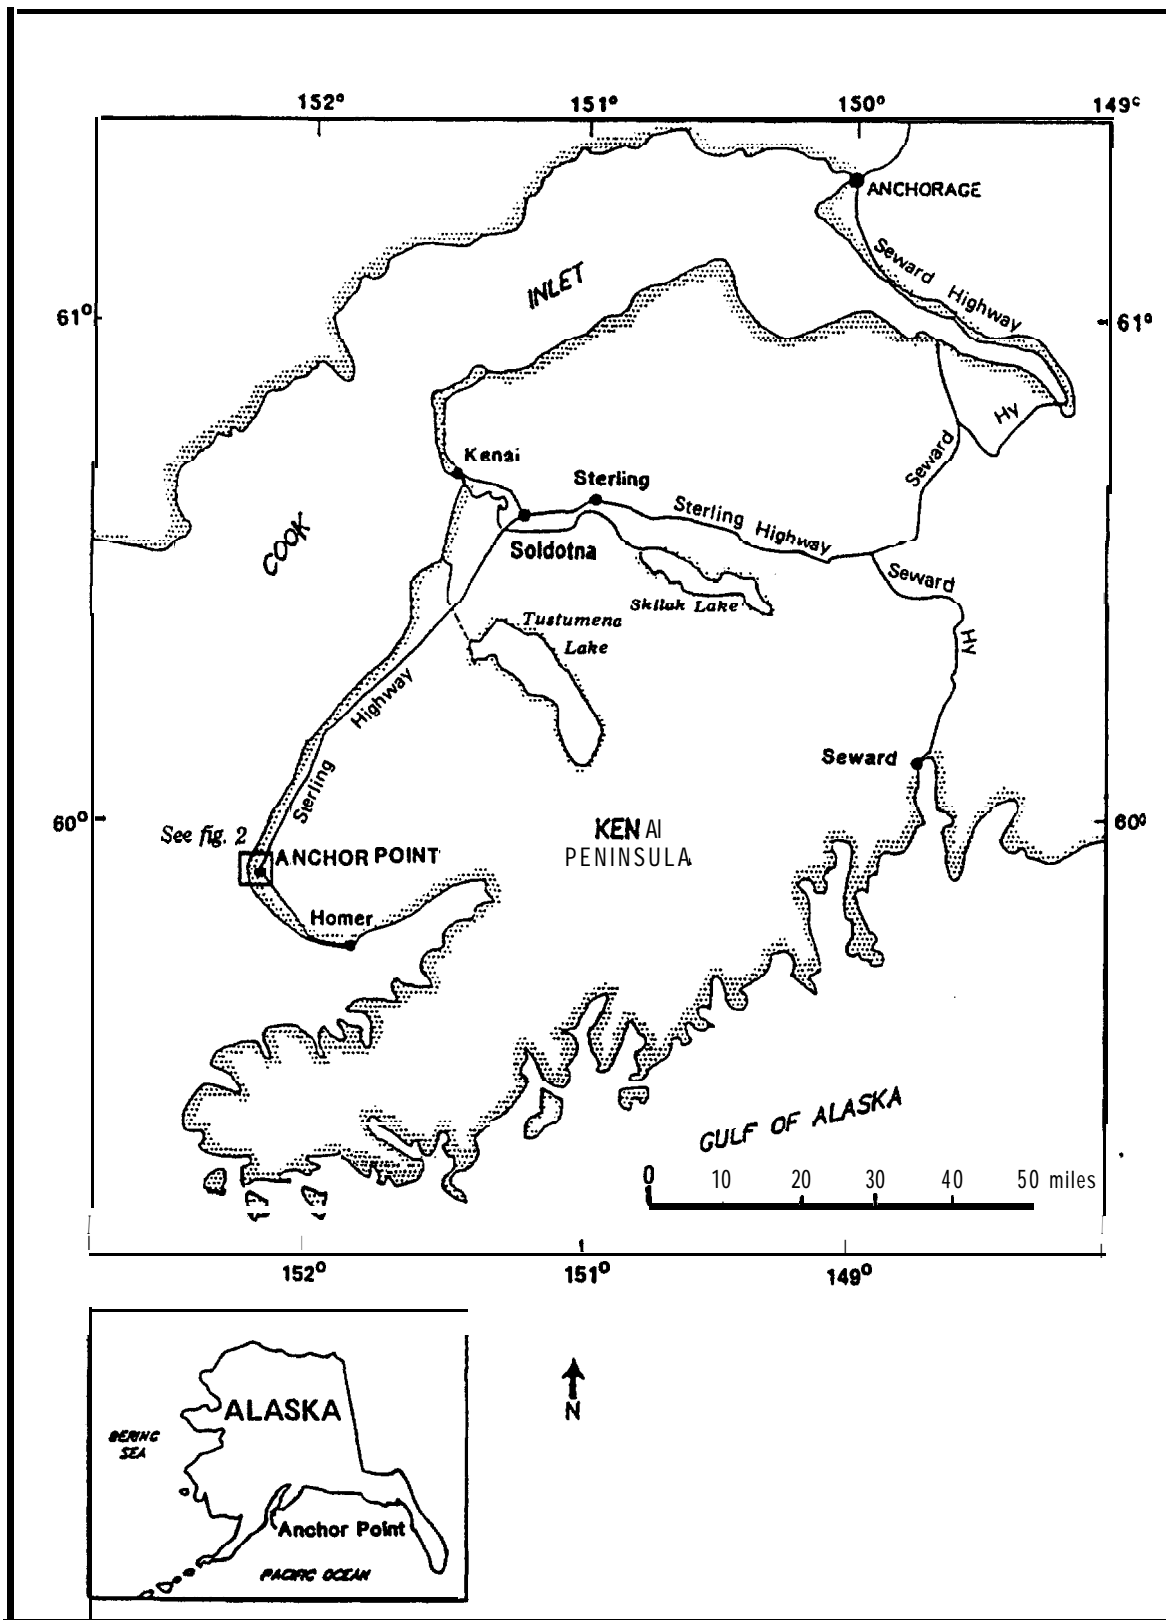 152°
151°
150°
149°
ANCHORAGE
Seward Highway
INLET
61°
61°
Hy
Seward
Kenai
Sterling
Sterling Highway
COOK
Soldotna
Seward
Skilak Lake
Tustumena
Lake
Hy
Highway
Seward
Sterling
60°
60°
See fig. 2
KENAI
PENINSULA
ANCHOR POINT
Homer
GULF OF ALASKA
0 10 20 30 40 50 miles
152°
151°
149°
ALASKA
BERING
SEA
N
Anchor Point
PACIFIC OCEAN